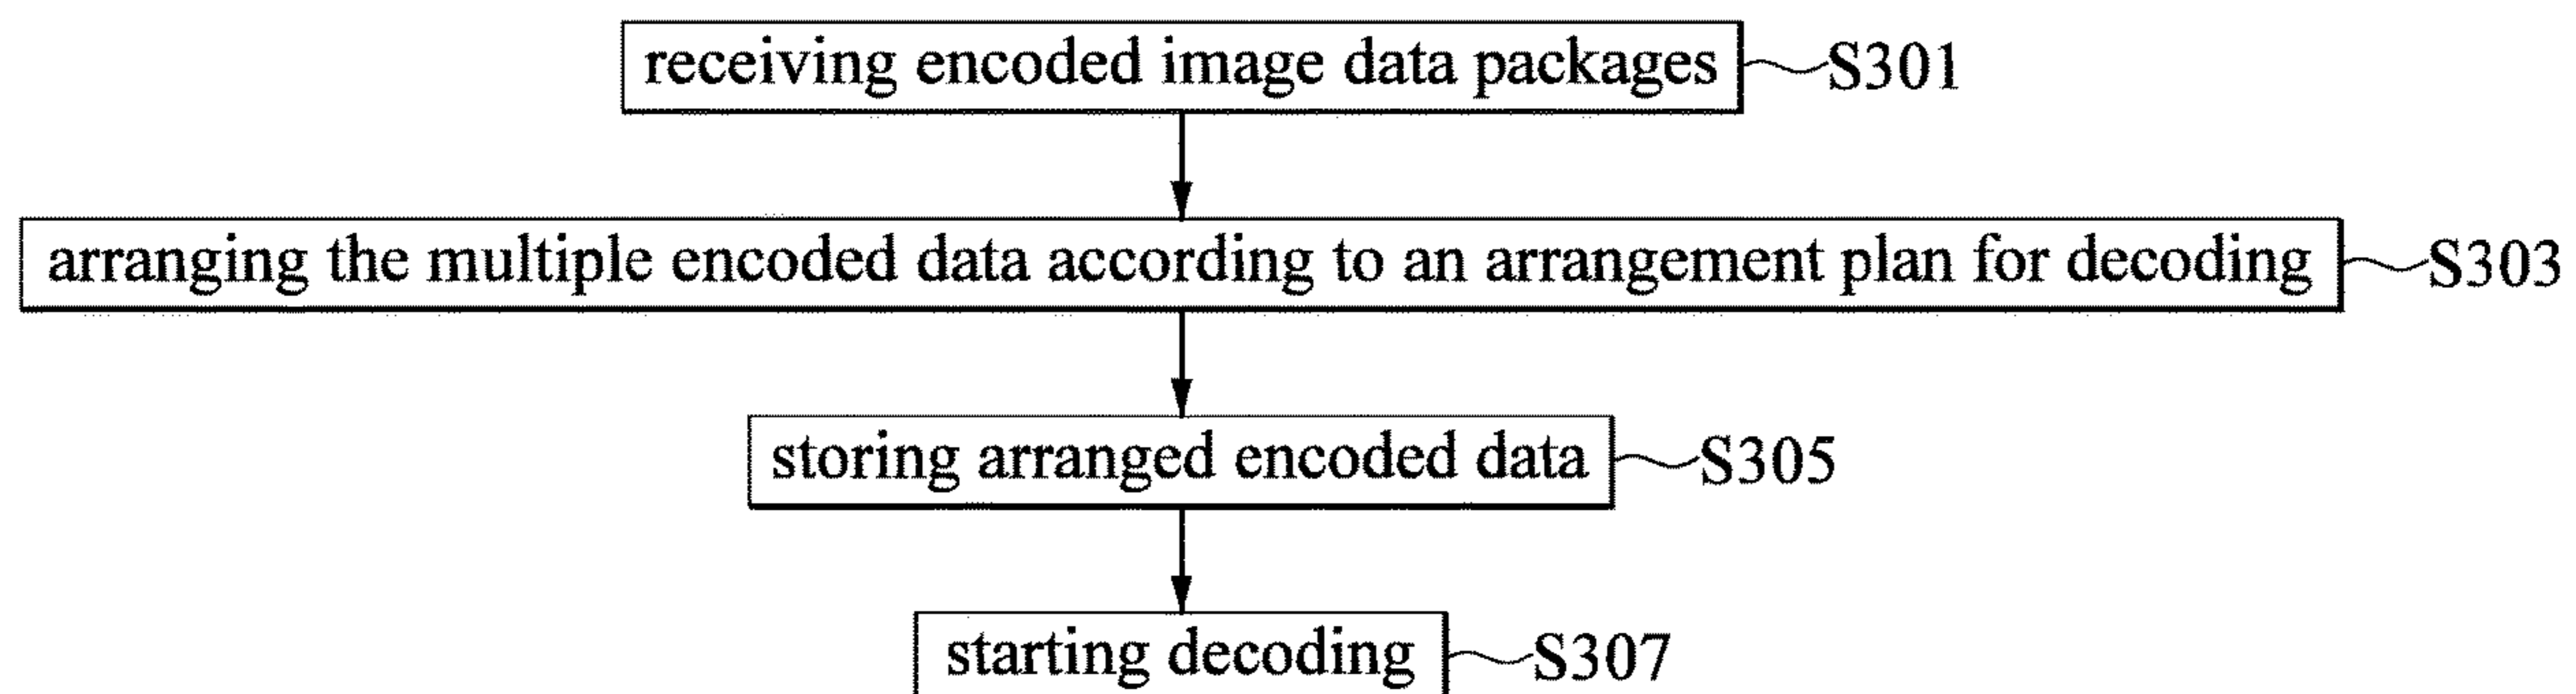 receiving encoded image data packages S301
arranging the multiple encoded data according to an arrangement plan for decoding S303
storing arranged encoded data S305
starting decoding S307